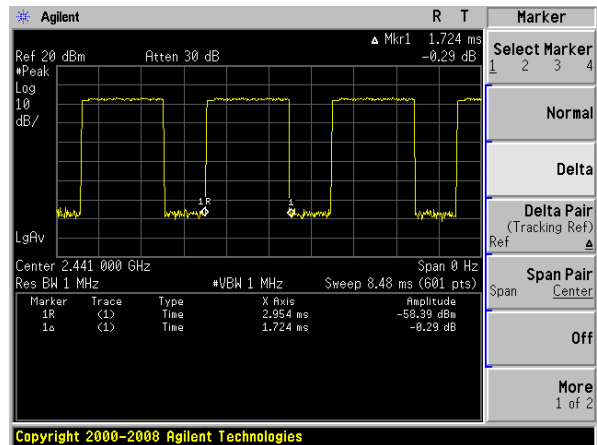 Agilent R T
Δ Mkr1 1.724 ms
Ref 20 dBm Atten 30 dB -0.29 dB
#Peak
Log
10
dB/
1R 1
LgAv
Center 2.441 000 GHz Span 0 Hz
Res BW 1 MHz #VBW 1 MHz Sweep 8.48 ms (601 pts)
Marker Trace Type X Axis Amplitude
1R (1) Time 2.954 ms -58.39 dBm
1Δ (1) Time 1.724 ms -0.29 dB
Copyright 2000-2008 Agilent Technologies
Marker
Select Marker
1 2 3 4
Normal
Delta
Delta Pair
(Tracking Ref)
Ref Δ
Span Pair
Span Center
Off
More
1 of 2